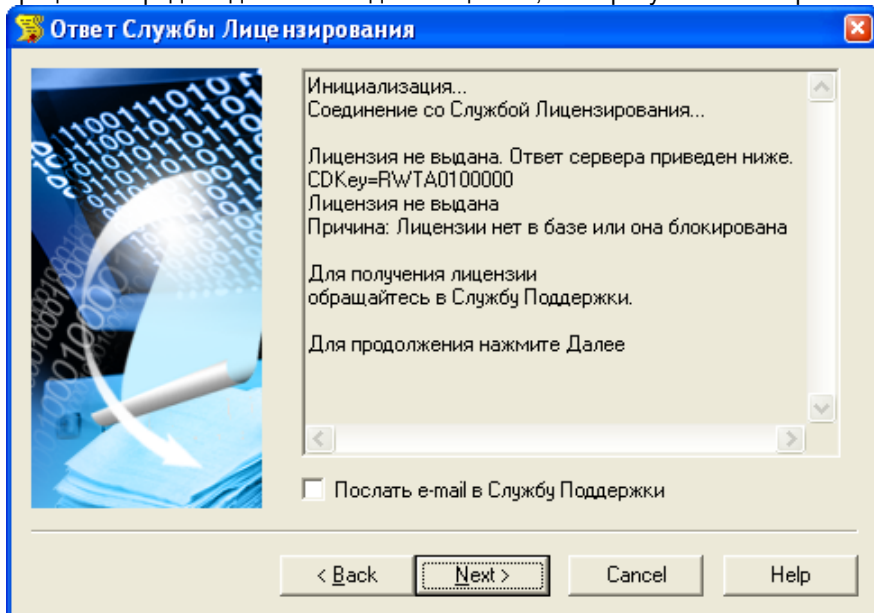 Ответ Службы Лицензирования
Инициализация...
Соединение со Службой Лицензирования...
Лицензия не выдана. Ответ сервера приведен ниже.
CDKey=RWTA0100000
Лицензия не выдана
Причина: Лицензии нет в базе или она блокирована
Для получения лицензии
обращайтесь в Службу Поддержки.
Для продолжения нажмите Далее
Послать e-mail в Службу Поддержки
< Back
Next >
Cancel
Help